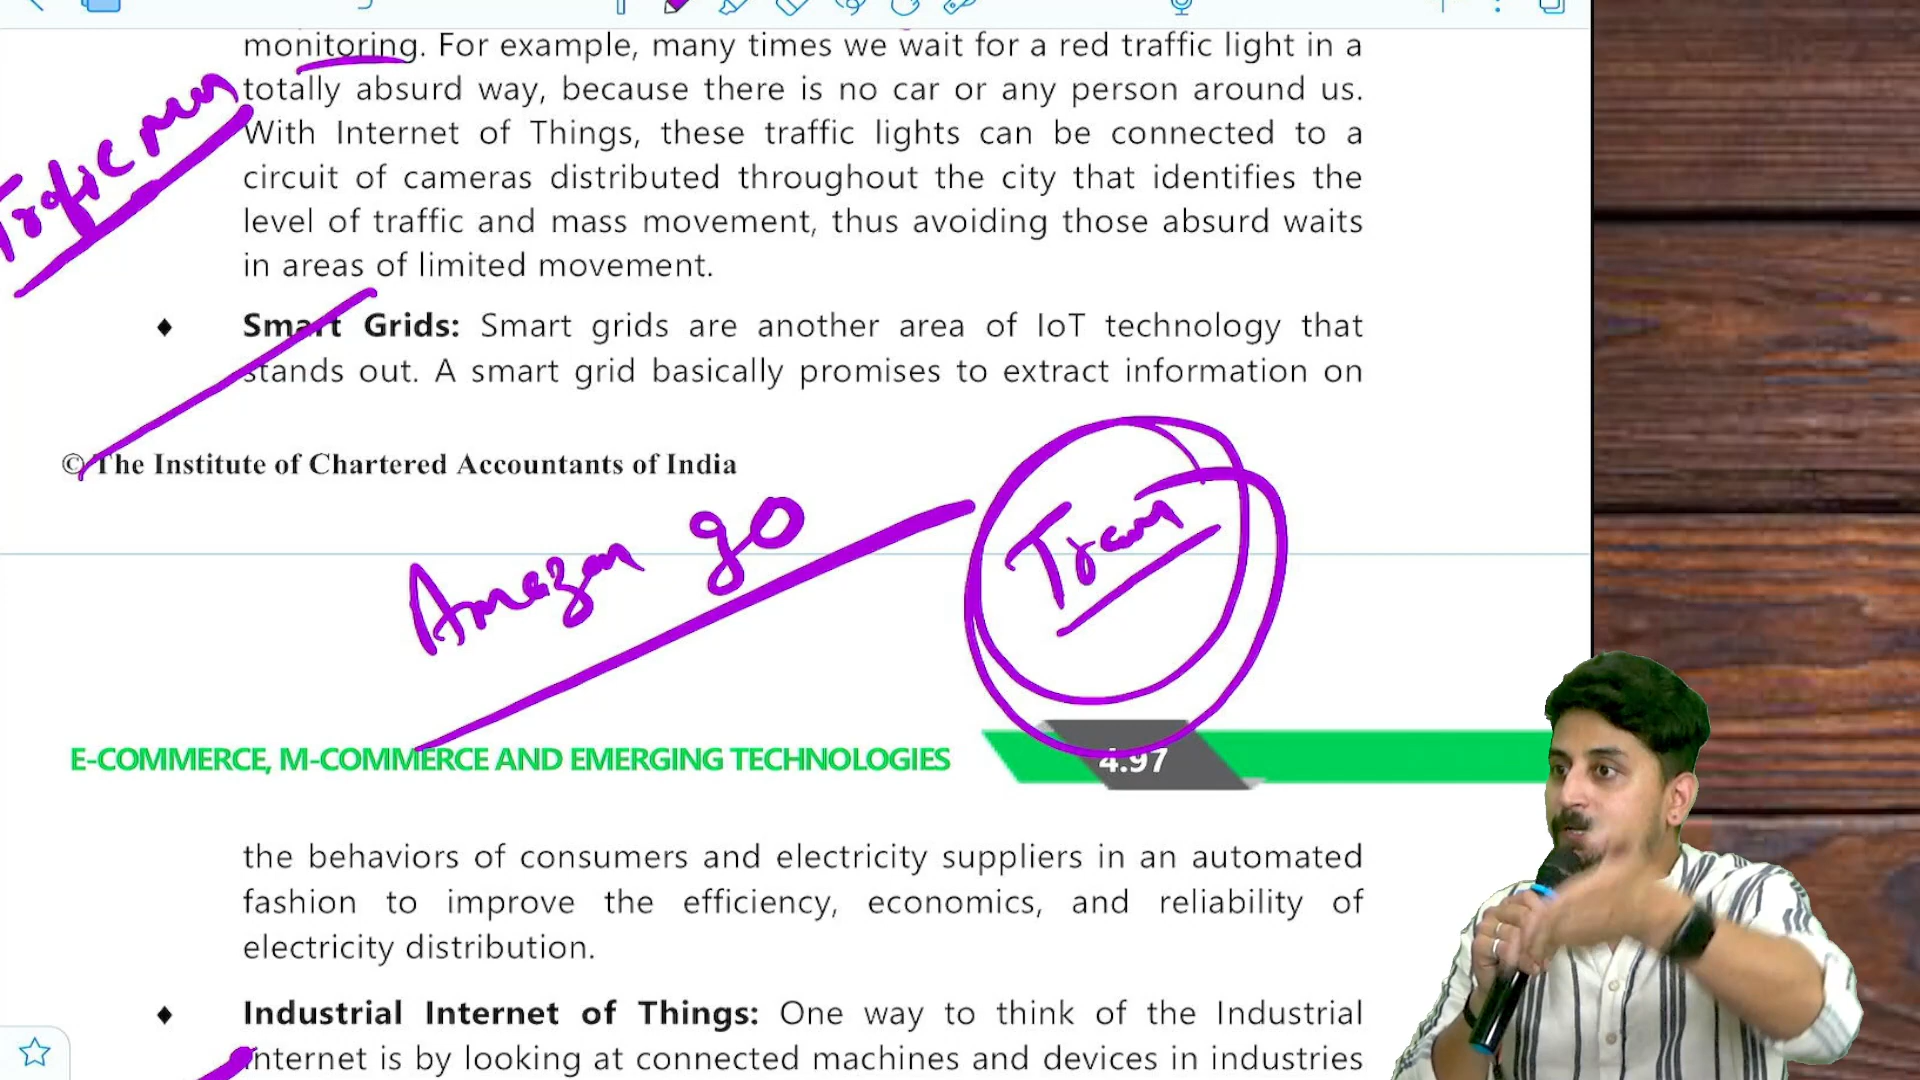 monitoring. For example, many times we wait for a red traffic light in a
totally absurd way, because there is no car or any person around us.
With Internet of Things, these traffic lights can be connected to a
circuit of cameras distributed throughout the city that identifies the
level of traffic and mass movement, thus avoiding those absurd waits
in areas of limited movement.
♦ Smart Grids: Smart grids are another area of IoT technology that
stands out. A smart grid basically promises to extract information on
© The Institute of Chartered Accountants of India
Amazon go
E-COMMERCE, M-COMMERCE AND EMERGING TECHNOLOGIES 4.97
the behaviors of consumers and electricity suppliers in an automated
fashion to improve the efficiency, economics, and reliability of
electricity distribution.
♦ Industrial Internet of Things: One way to think of the Industrial
Internet is by looking at connected machines and devices in industries